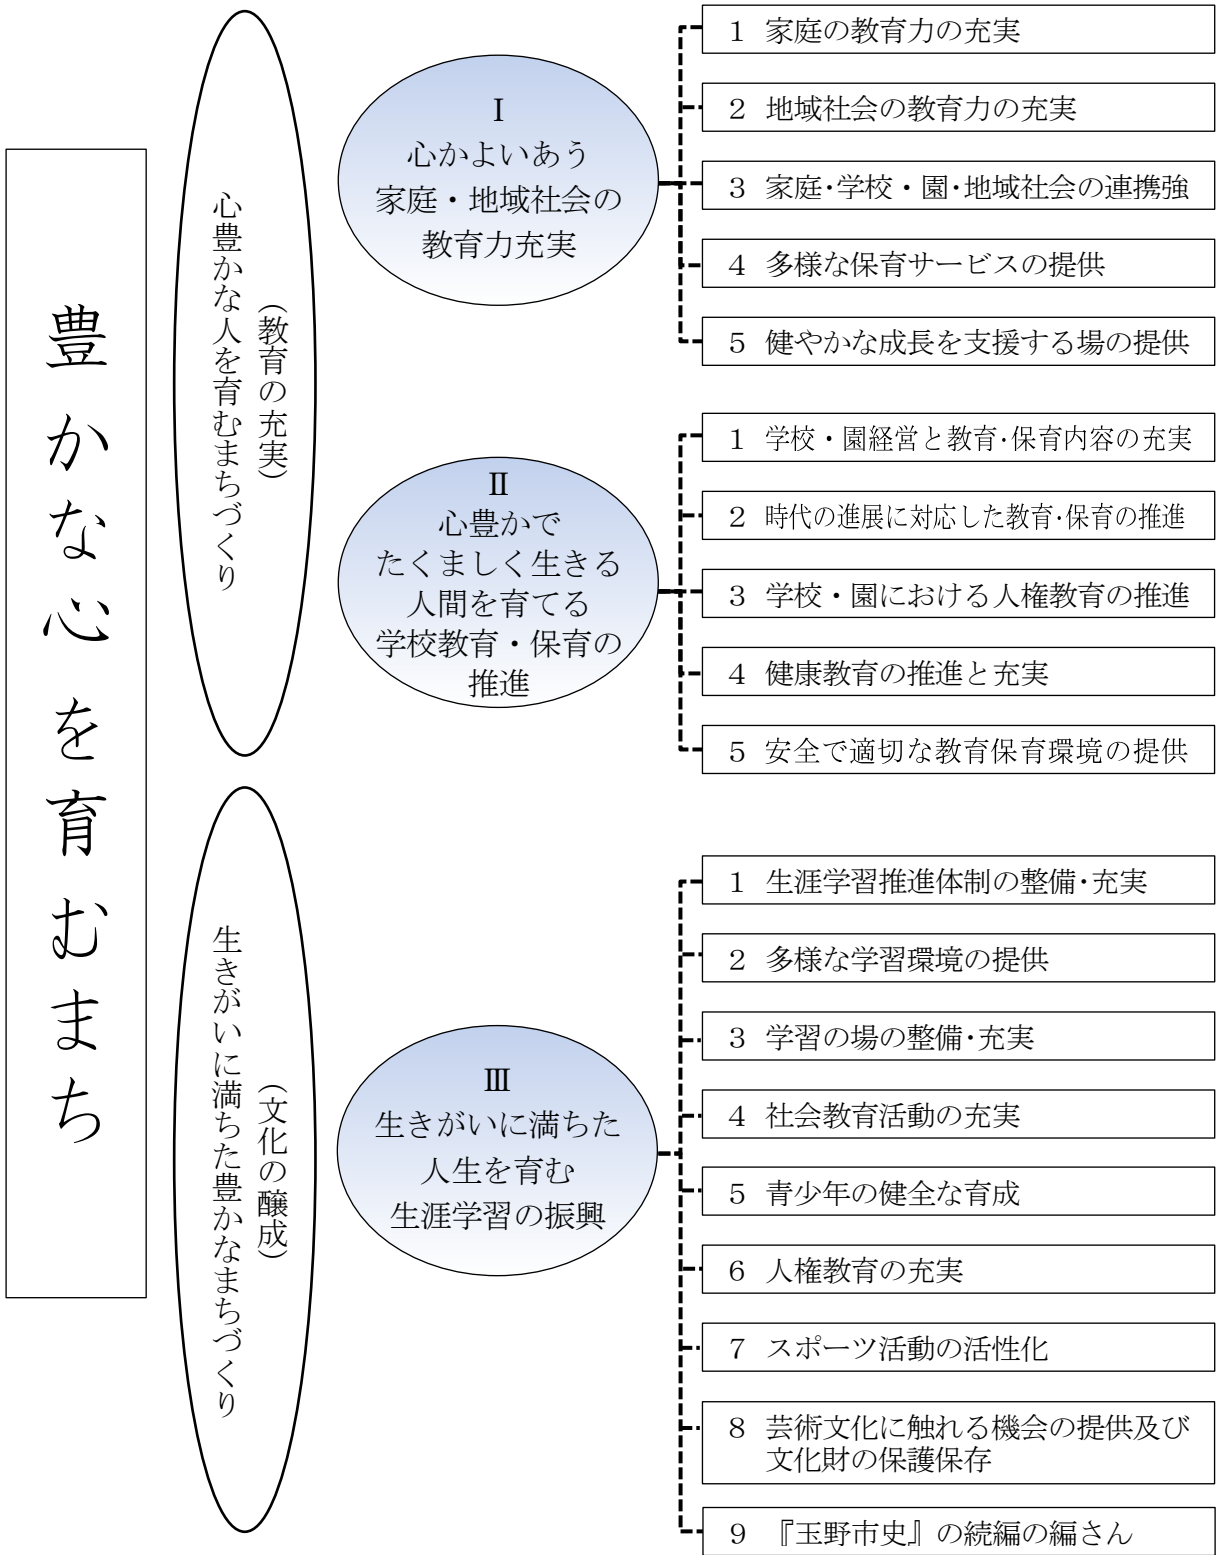 豊かな心を育むまち
心豊かな人を育むまちづくり
（教育の充実）
Ⅰ
心かよいあう
家庭・地域社会の
教育力充実
１ 家庭の教育力の充実
２ 地域社会の教育力の充実
３ 家庭･学校・園･地域社会の連携強
４ 多様な保育サービスの提供
５ 健やかな成長を支援する場の提供
Ⅱ
心豊かで
たくましく生きる
人間を育てる
学校教育・保育の
推進
１ 学校・園経営と教育･保育内容の充実
２ 時代の進展に対応した教育･保育の推進
３ 学校・園における人権教育の推進
４ 健康教育の推進と充実
５ 安全で適切な教育保育環境の提供
生きがいに満ちた豊かなまちづくり
（文化の醸成）
Ⅲ
生きがいに満ちた
人生を育む
生涯学習の振興
１ 生涯学習推進体制の整備･充実
２ 多様な学習環境の提供
３ 学習の場の整備･充実
４ 社会教育活動の充実
５ 青少年の健全な育成
６ 人権教育の充実
７ スポーツ活動の活性化
８ 芸術文化に触れる機会の提供及び
文化財の保護保存
９ 『玉野市史』の続編の編さん